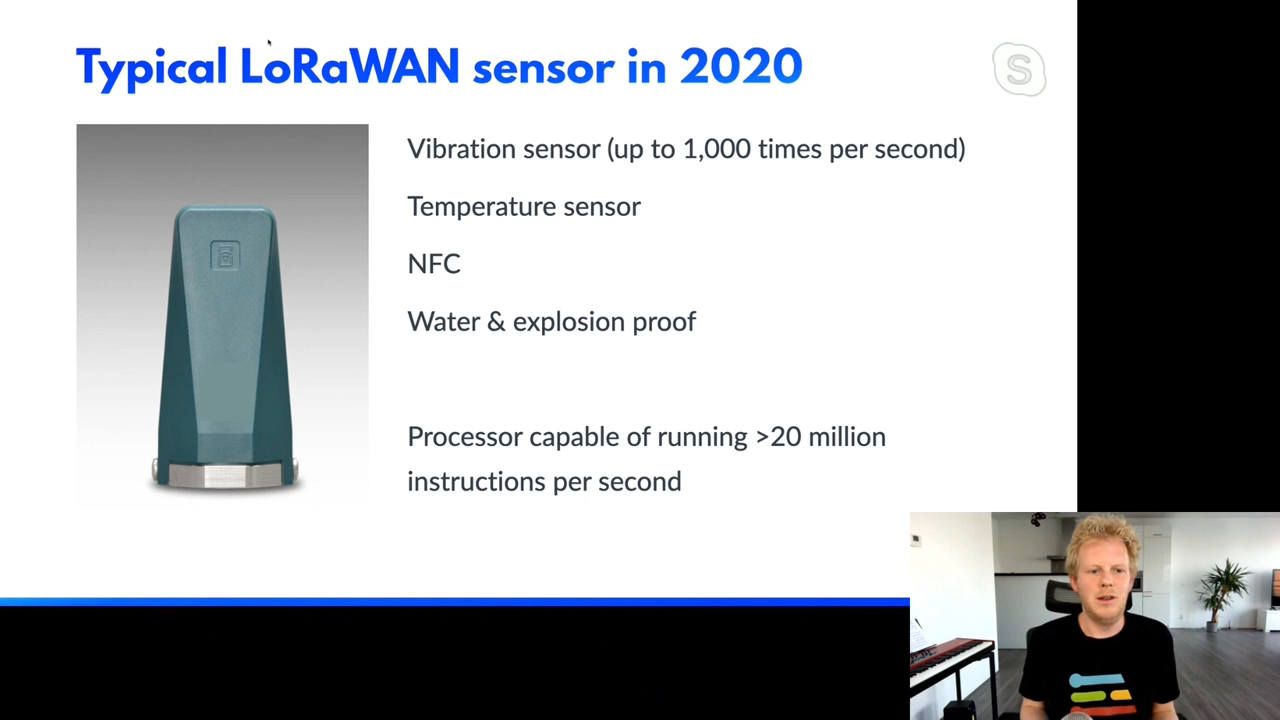 Typical LoRaWAN sensor in 2020
S
Vibration sensor (up to 1,000 times per second)
Temperature sensor
NFC
Water & explosion proof
Processor capable of running >20 million
instructions per second